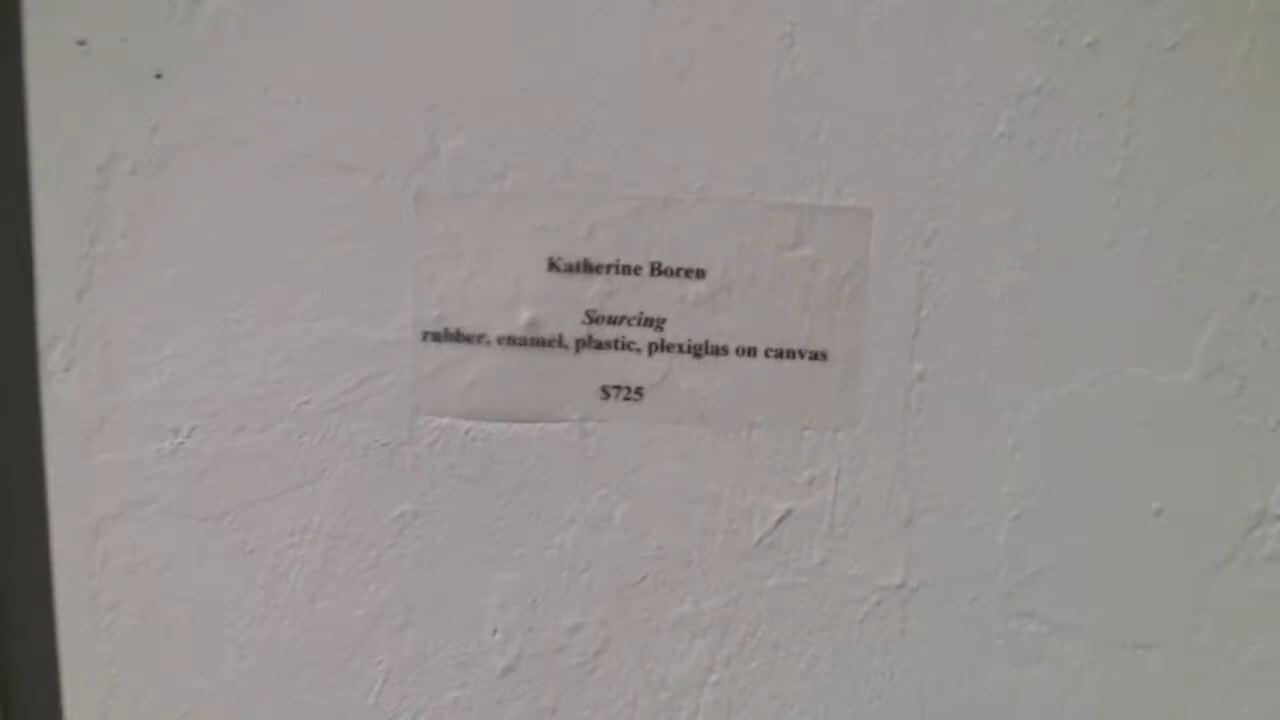 Katherine Boren
Sourcing
rubber, enamel, plastic, plexiglas on canvas
$725